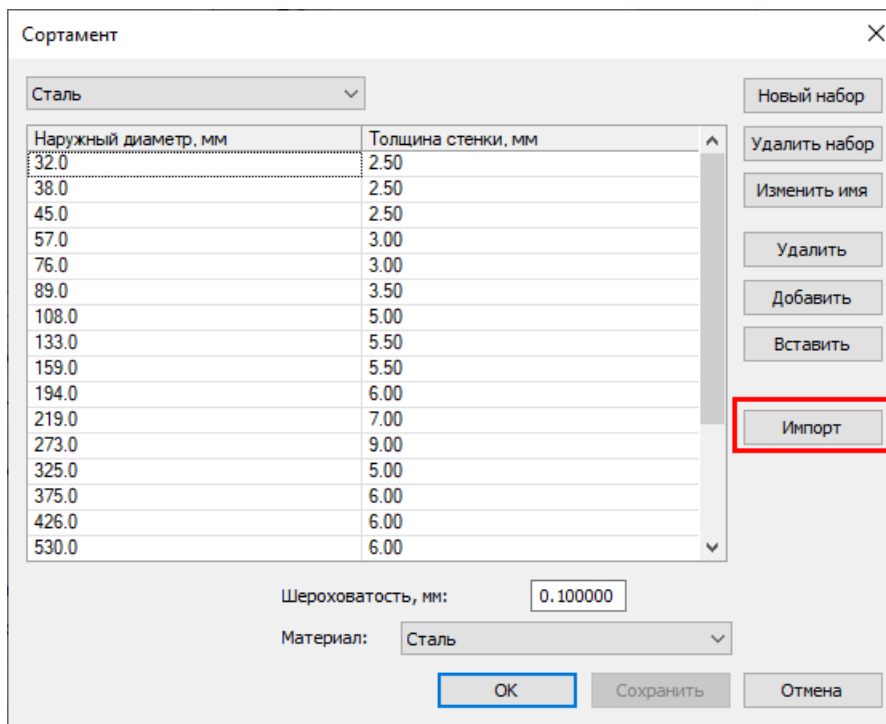 Сортамент
Сталь
Новый набор
Удалить набор
Изменить имя
Удалить
Добавить
Вставить
Импорт
Наружный диаметр, мм Толщина стенки, мм
32.0 2.50
38.0 2.50
45.0 2.50
57.0 3.00
76.0 3.00
89.0 3.50
108.0 5.00
133.0 5.50
159.0 5.50
194.0 6.00
219.0 7.00
273.0 9.00
325.0 5.00
375.0 6.00
426.0 6.00
530.0 6.00
Шероховатость, мм: 0.100000
Материал: Сталь
ОК Сохранить Отмена